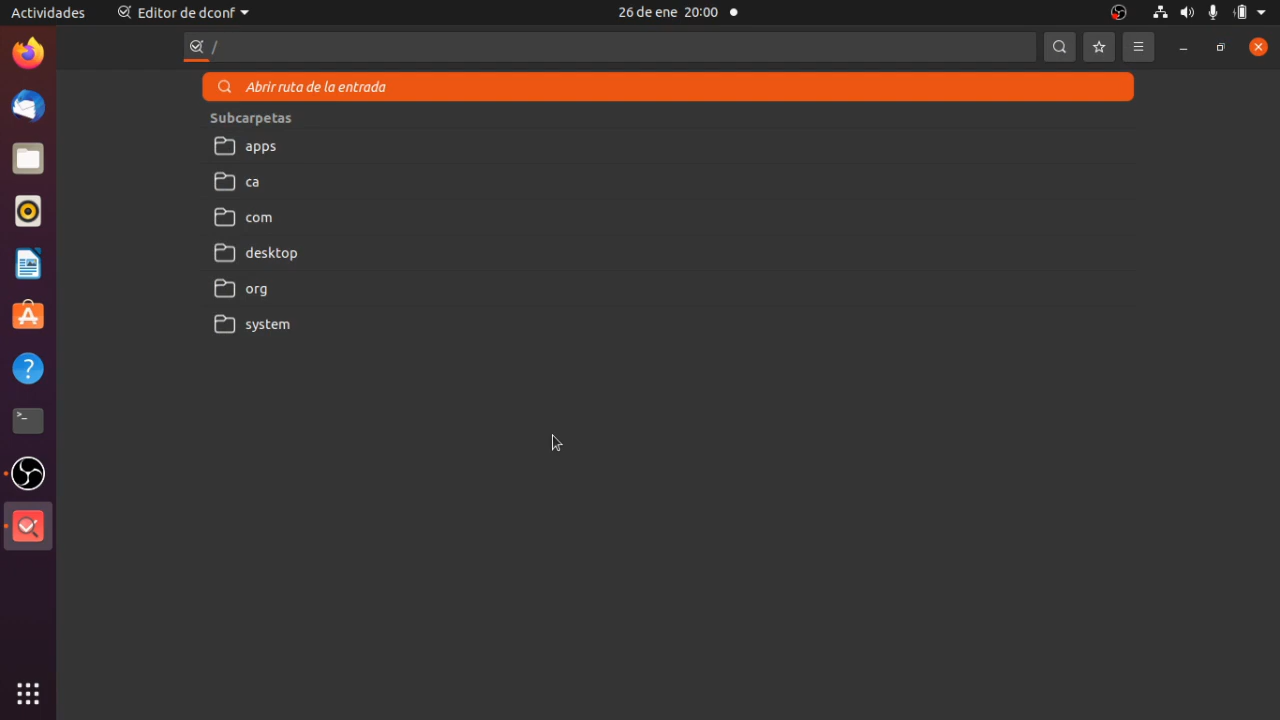 Actividades
Editor de dconf
26 de ene 20:00
/
Abrir ruta de la entrada
Subcarpetas
apps
ca
com
desktop
org
system